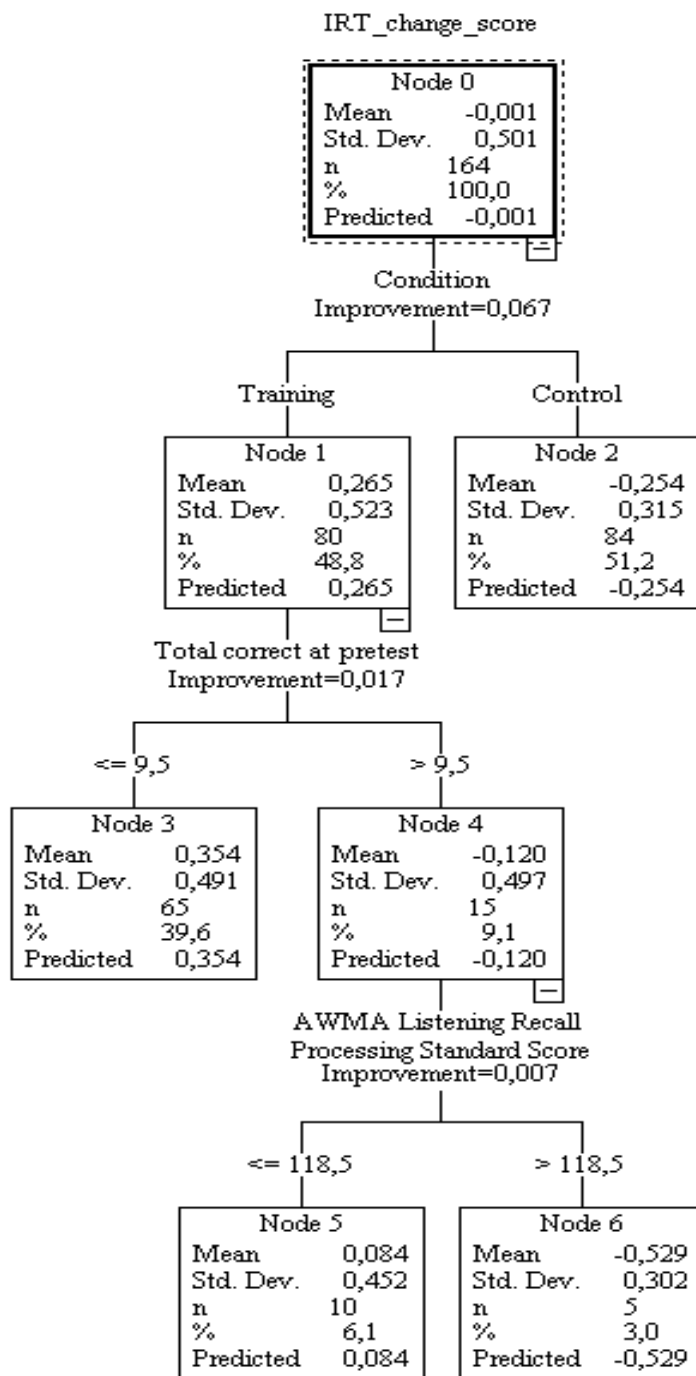 IRT_change_score
Node 0
Mean -0,001
Std. Dev. 0,501
n 164
% 100,0
Predicted -0,001
Condition
Improvement=0,067
Training Control
Node 1
Mean 0,265
Std. Dev. 0,523
n 80
% 48,8
Predicted 0,265
Node 2
Mean -0,254
Std. Dev. 0,315
n 84
% 51,2
Predicted -0,254
Total correct at pretest
Improvement=0,017
<= 9,5 > 9,5
Node 3
Mean 0,354
Std. Dev. 0,491
n 65
% 39,6
Predicted 0,354
Node 4
Mean -0,120
Std. Dev. 0,497
n 15
% 9,1
Predicted -0,120
AWMA Listening Recall
Processing Standard Score
Improvement=0,007
<= 118,5 > 118,5
Node 5
Mean 0,084
Std. Dev. 0,452
n 10
% 6,1
Predicted 0,084
Node 6
Mean -0,529
Std. Dev. 0,302
n 5
% 3,0
Predicted -0,529